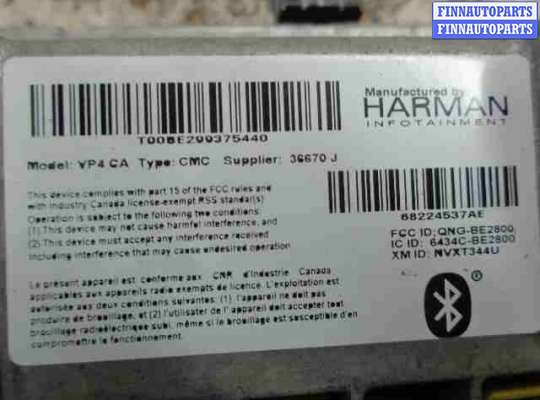 FINNAUTOPARTS
FINNAUTOPARTS
Manufactured by
HARMAN
INFOTAINMENT
T00BE299375440
Model: VP4 CA Type: CMC Supplier: 36670 J
68224537AE
This device complies with part 15 of the FCC rules and
with Industry Canada license-exempt RSS standar(s)
Operation is subject to the following two conditions:
(1) This device may not cause harmful interference, and
(2) This device must accept any interference received
including interference that may cause undesired operation
FCC ID: QNG-BE2800
IC ID: 6434C-BE2800
XM ID: NVXT344U
Le présent appareil est conforme aux CNR d'Industrie Canada
applicables aux appareils radio exempts de licence. L'exploitation est
autorisée aux deux conditions suivantes: (1) l'appareil ne doit pas
produire de brouillage, et (2) l'utilisateur de l'appareil doit accepter tout
brouillage radioélectrique subi, même si le brouillage est susceptible d'en
compromettre le fonctionnement.